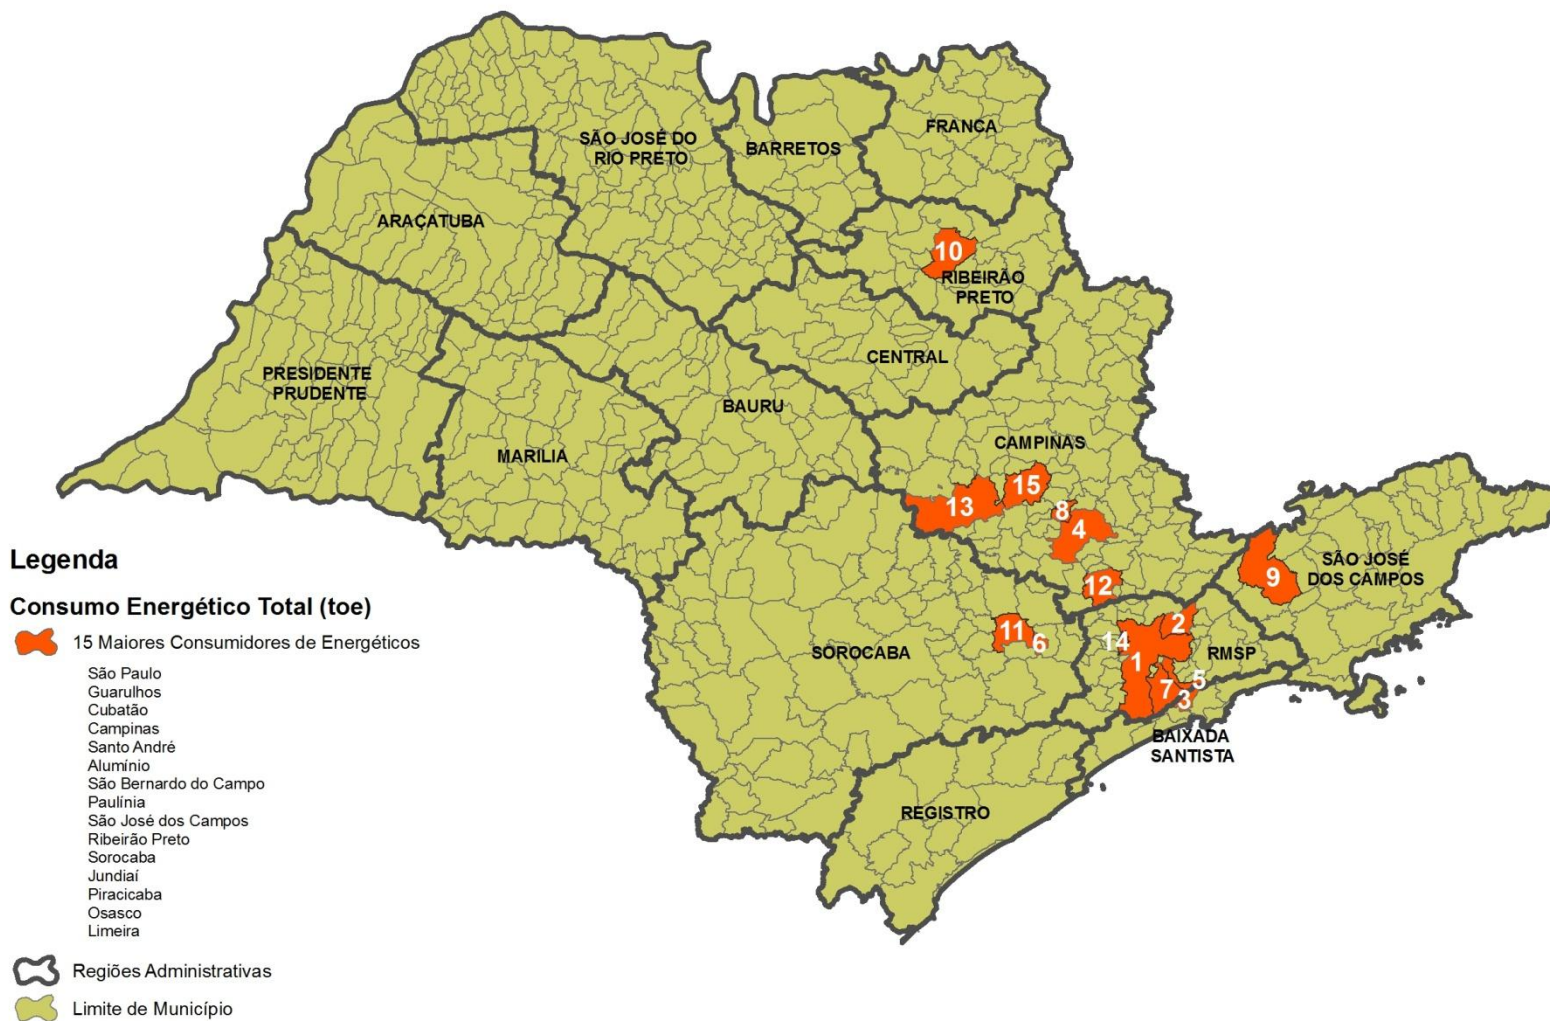 FRANCA
SÃO JOSÉ DO
RIO PRETO
BARRETOS
ARAÇATUBA
10
RIBEIRÃO
PRETO
CENTRAL
PRESIDENTE
PRUDENTE
BAURU
CAMPINAS
MARILIA
15
13
8
4
SÃO JOSÉ
DOS CAMPOS
9
12
11
6
2
14
1
RMSP
SOROCABA
5
7
3
BAIXADA
SANTISTA
REGISTRO
Legenda
Consumo Energético Total (toe)
15 Maiores Consumidores de Energéticos
São Paulo
Guarulhos
Cubatão
Campinas
Santo André
Alumínio
São Bernardo do Campo
Paulínia
São José dos Campos
Ribeirão Preto
Sorocaba
Jundiaí
Piracicaba
Osasco
Limeira
Regiões Administrativas
Limite de Município